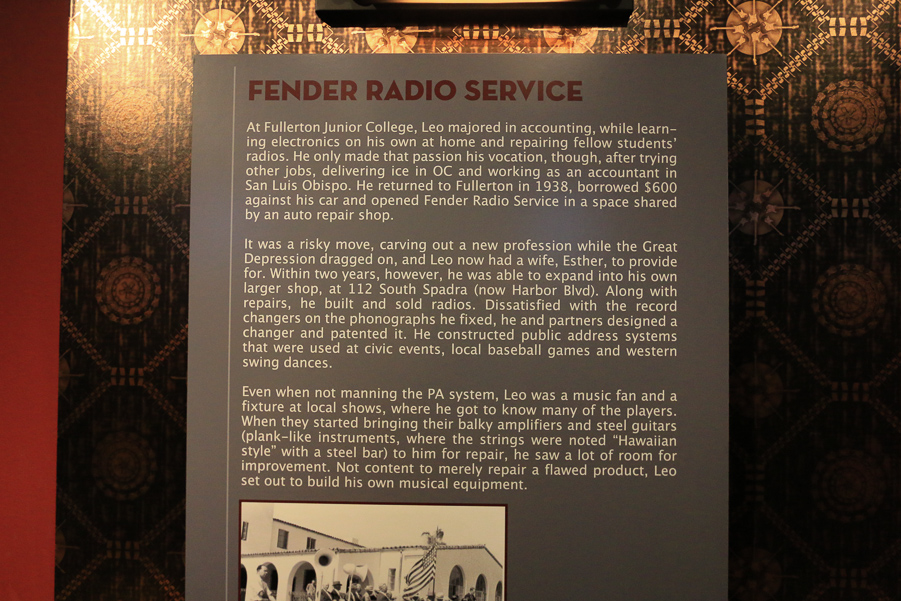 FENDER RADIO SERVICE
At Fullerton Junior College, Leo majored in accounting, while learn-
ing electronics on his own at home and repairing fellow students'
radios. He only made that passion his vocation, though, after trying
other jobs, delivering ice in OC and working as an accountant in
San Luis Obispo. He returned to Fullerton in 1938, borrowed $600
against his car and opened Fender Radio Service in a space shared
by an auto repair shop.
It was a risky move, carving out a new profession while the Great
Depression dragged on, and Leo now had a wife, Esther, to provide
for. Within two years, however, he was able to expand into his own
larger shop, at 112 South Spadra (now Harbor Blvd). Along with
repairs, he built and sold radios. Dissatisfied with the record
changers on the phonographs he fixed, he and partners designed a
changer and patented it. He constructed public address systems
that were used at civic events, local baseball games and western
swing dances.
Even when not manning the PA system, Leo was a music fan and a
fixture at local shows, where he got to know many of the players.
When they started bringing their balky amplifiers and steel guitars
(plank-like instruments, where the strings were noted "Hawaiian
style" with a steel bar) to him for repair, he saw a lot of room for
improvement. Not content to merely repair a flawed product, Leo
set out to build his own musical equipment.